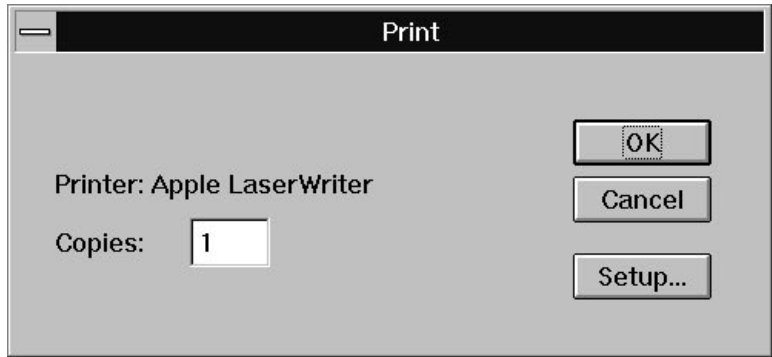 Print
Printer: Apple LaserWriter
Copies: 1
OK
Cancel
Setup...